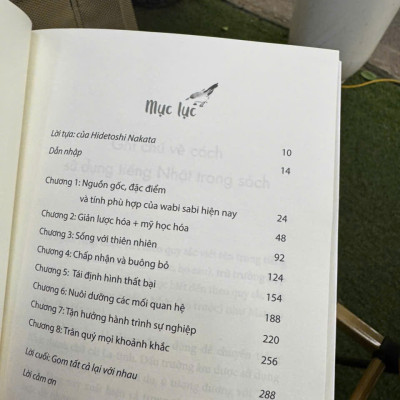 Mục lục
Lời tựa: của Hidetoshi Nakata 10
Dẫn nhập 14
Chương 1: Nguồn gốc, đặc điểm
và tính phù hợp của wabi sabi hiện nay 24
Chương 2: Giản lược hóa + mỹ học hóa 48
Chương 3: Sống với thiên nhiên 92
Chương 4: Chấp nhận và buông bỏ 124
Chương 5: Tái định hình thất bại 154
Chương 6: Nuôi dưỡng các mối quan hệ 188
Chương 7: Tận hưởng hành trình sự nghiệp 220
Chương 8: Trân quý mọi khoảnh khắc 256
Lời cuối: Gom tất cả lại với nhau 288
Lời cảm ơn